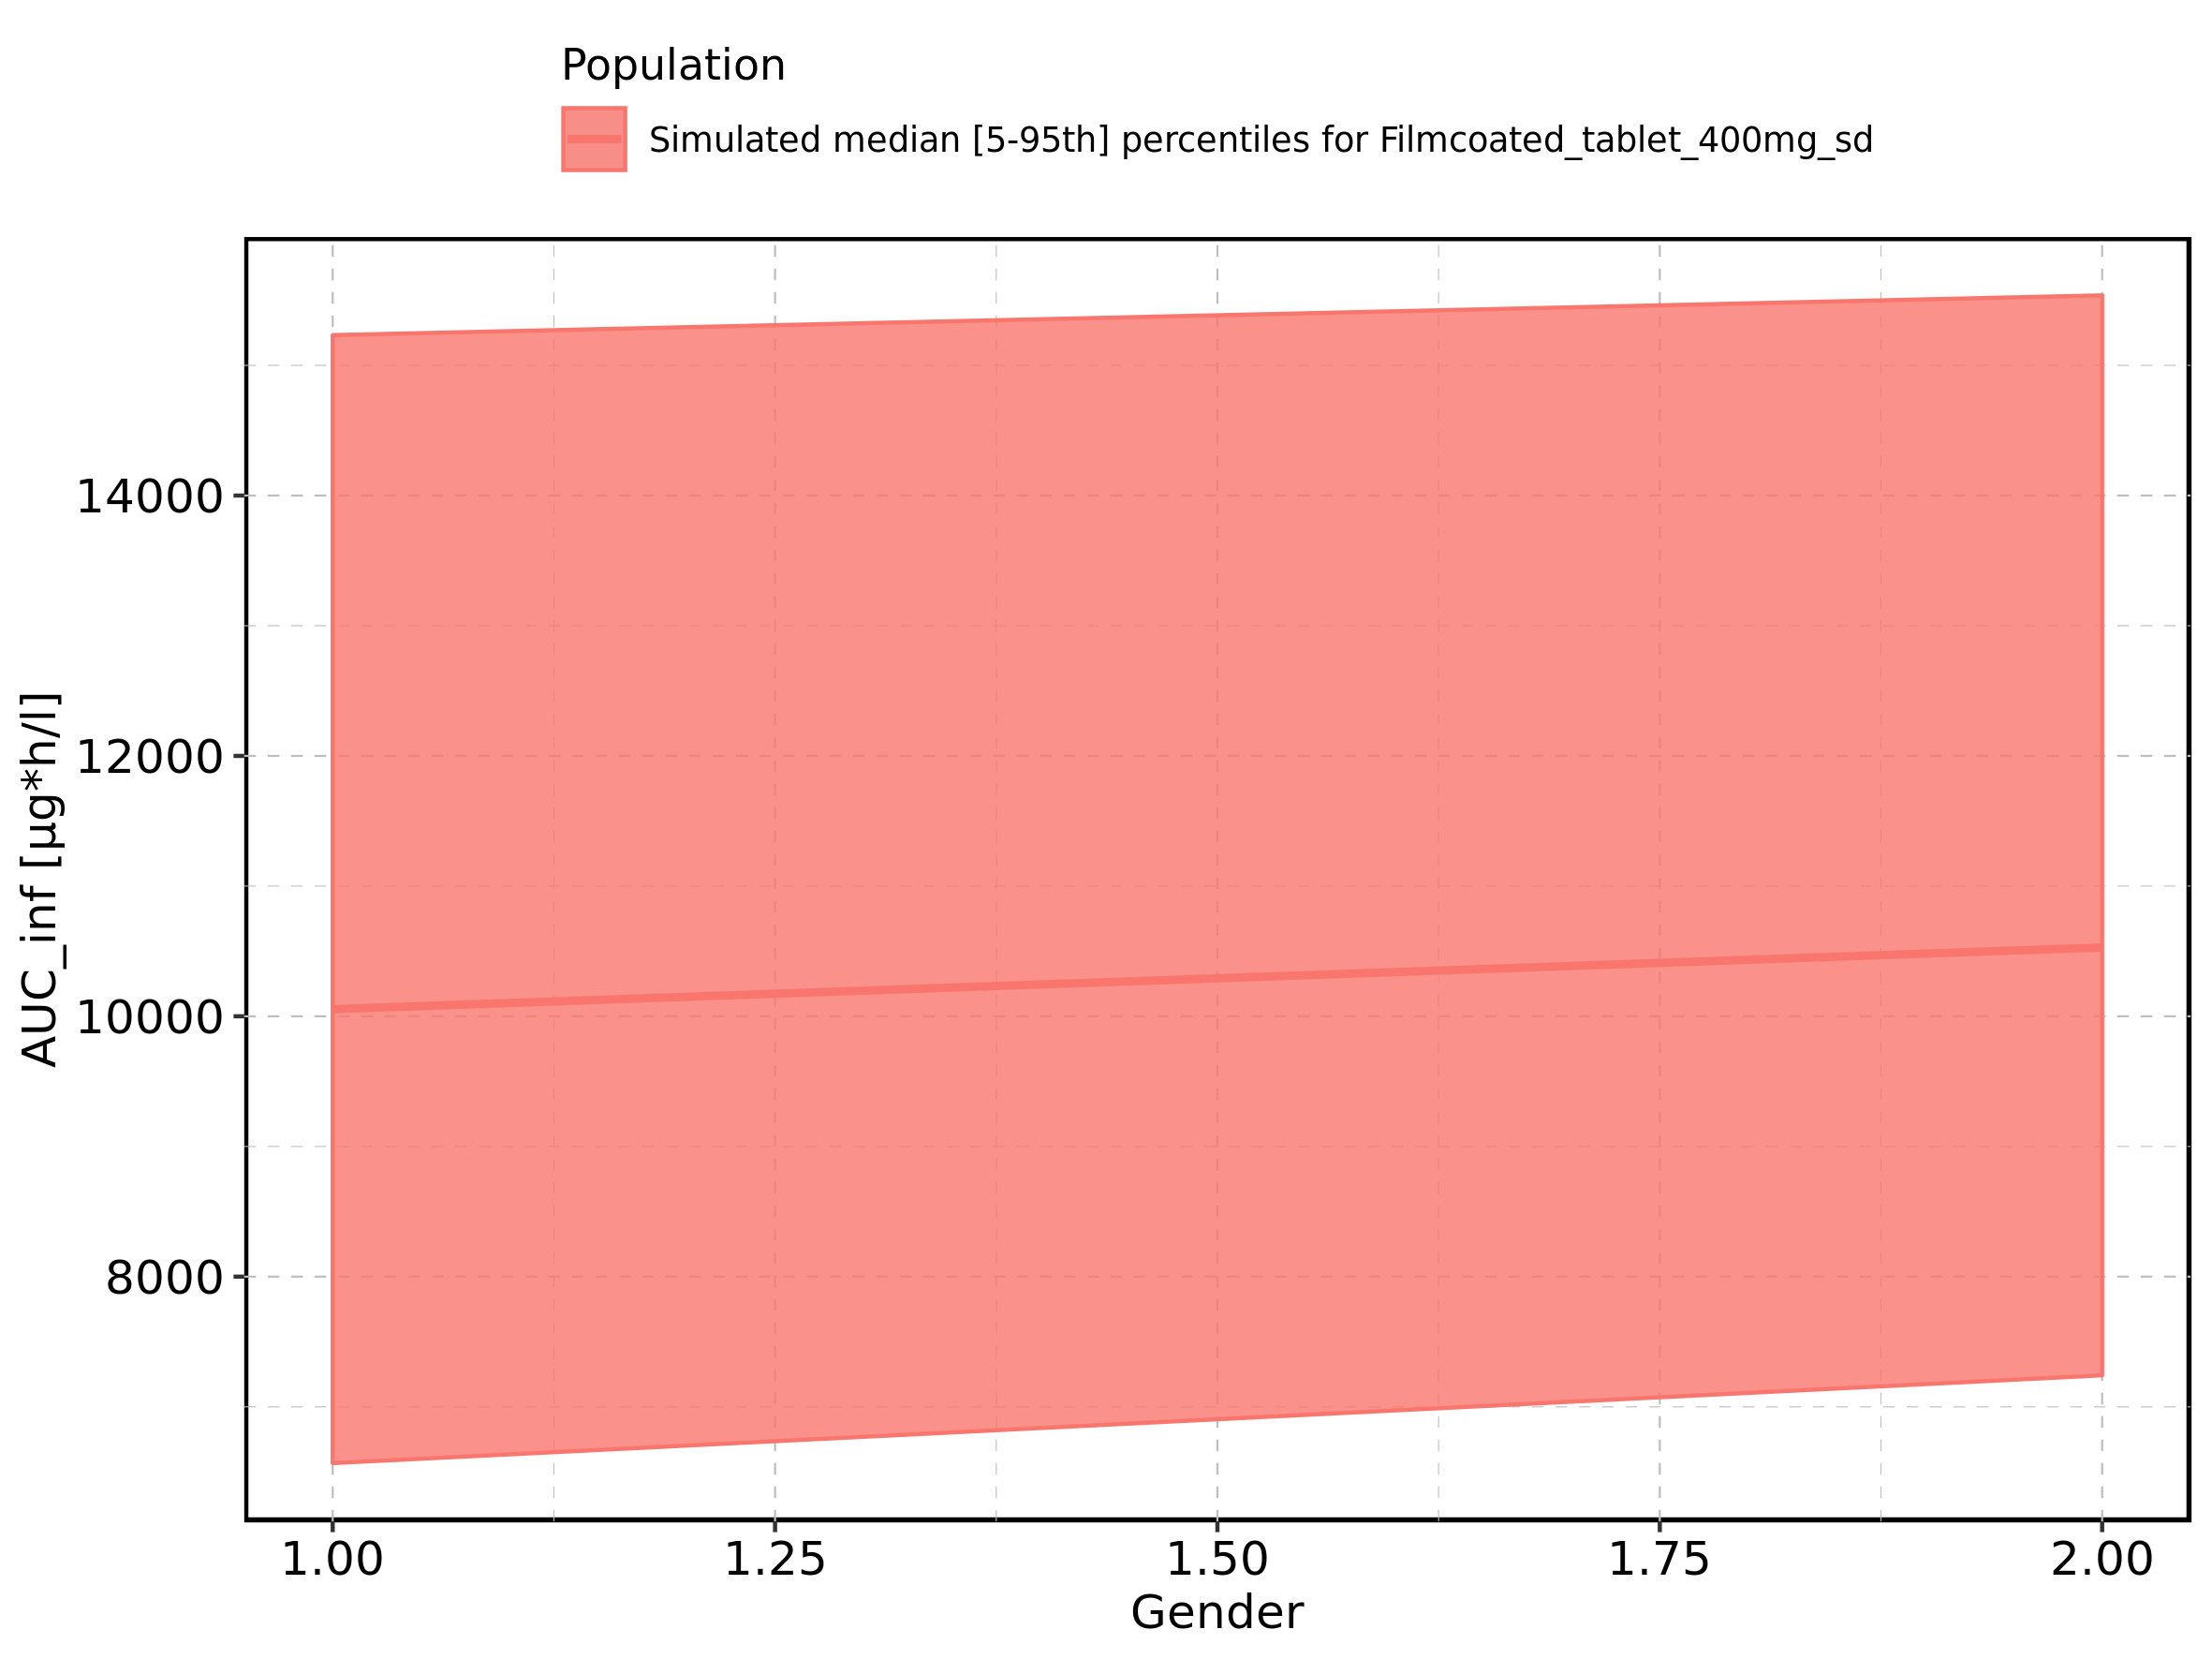 Population
Simulated median [5-95th] percentiles for Filmcoated_tablet_400mg_sd
AUC_inf [µg*h/l]
14000
12000
10000
8000
1.00 1.25 1.50 1.75 2.00
Gender